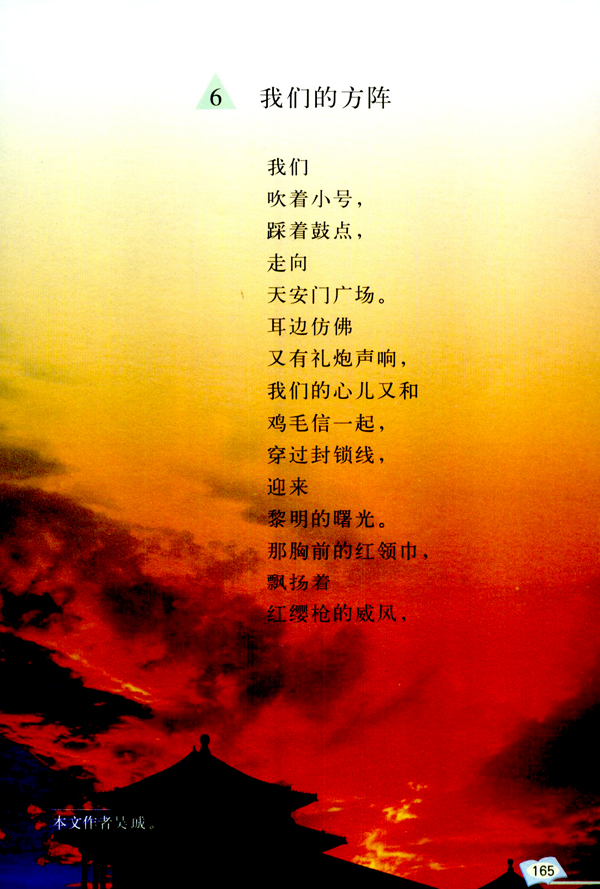 6 我们的方阵
我们
吹着小号，
踩着鼓点，
走向
天安门广场。
耳边仿佛
又有礼炮声响，
我们的心儿又和
鸡毛信一起，
穿过封锁线，
迎来
黎明的曙光。
那胸前的红领巾，
飘扬着
红缨枪的威风，
本文作者吴珹。
165